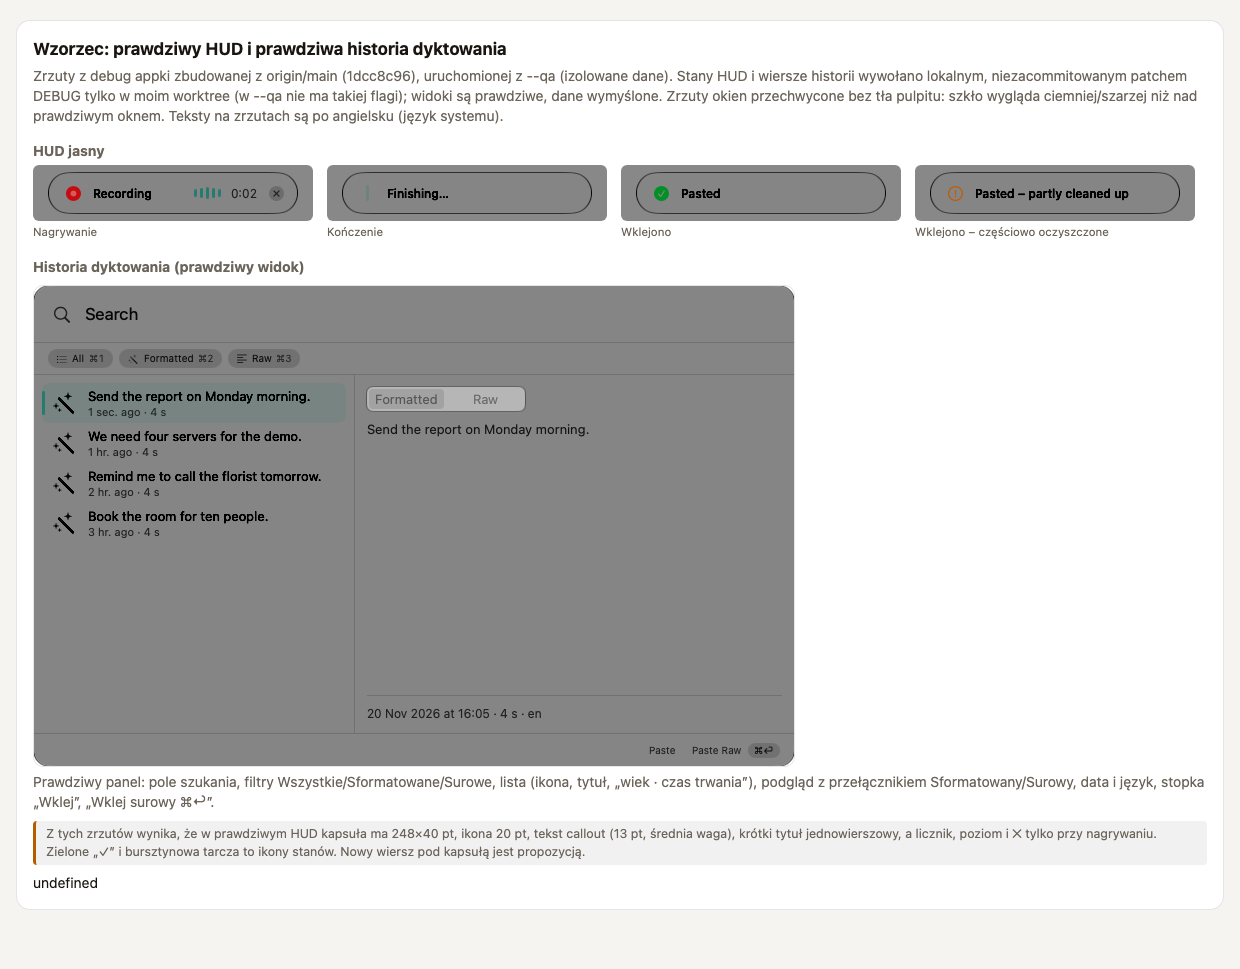 Wzorzec: prawdziwy HUD i prawdziwa historia dyktowania
Zrzuty z debug appki zbudowanej z origin/main (1dcc8c96), uruchomionej z --qa (izolowane dane). Stany HUD i wiersze historii wywołano lokalnym, niezacommitowanym patchem
DEBUG tylko w moim worktree (w --qa nie ma takiej flagi); widoki są prawdziwe, dane wymyślone. Zrzuty okien przechwycone bez tła pulpitu: szkło wygląda ciemniej/szarzej niż nad
prawdziwym oknem. Teksty na zrzutach są po angielsku (język systemu).
HUD jasny
Recording 0:02
Finishing...
Pasted
Pasted – partly cleaned up
Nagrywanie
Kończenie
Wklejono
Wklejono – częściowo oczyszczone
Historia dyktowania (prawdziwy widok)
Search
All ⌘1 Formatted ⌘2 Raw ⌘3
Send the report on Monday morning.
1 sec. ago · 4 s
We need four servers for the demo.
1 hr. ago · 4 s
Remind me to call the florist tomorrow.
2 hr. ago · 4 s
Book the room for ten people.
3 hr. ago · 4 s
Formatted Raw
Send the report on Monday morning.
20 Nov 2026 at 16:05 · 4 s · en
Paste Paste Raw ⌘↩
Prawdziwy panel: pole szukania, filtry Wszystkie/Sformatowane/Surowe, lista (ikona, tytuł, „wiek · czas trwania”), podgląd z przełącznikiem Sformatowany/Surowy, data i język, stopka
„Wklej”, „Wklej surowy ⌘↩”.
Z tych zrzutów wynika, że w prawdziwym HUD kapsuła ma 248×40 pt, ikona 20 pt, tekst callout (13 pt, średnia waga), krótki tytuł jednowierszowy, a licznik, poziom i ✕ tylko przy nagrywaniu.
Zielone „✓” i bursztynowa tarcza to ikony stanów. Nowy wiersz pod kapsułą jest propozycją.
undefined